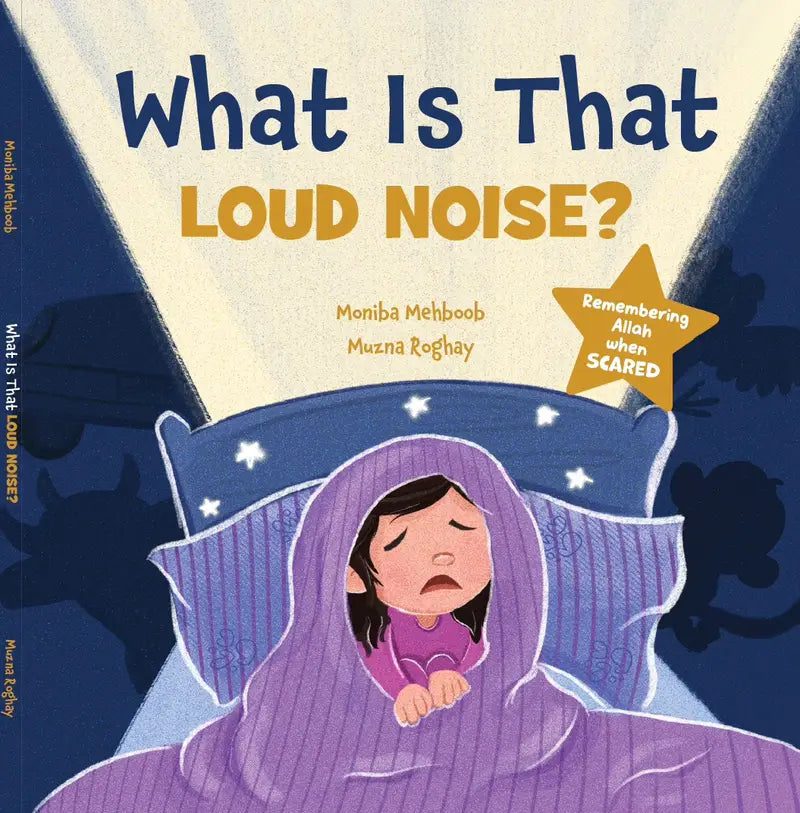 What Is That
LOUD NOISE?
Moniba Mehboob
Muzna Roghay
Remembering
Allah
when
SCARED
Moniba Mehboob
What Is That LOUD NOISE?
Muzna Roghay